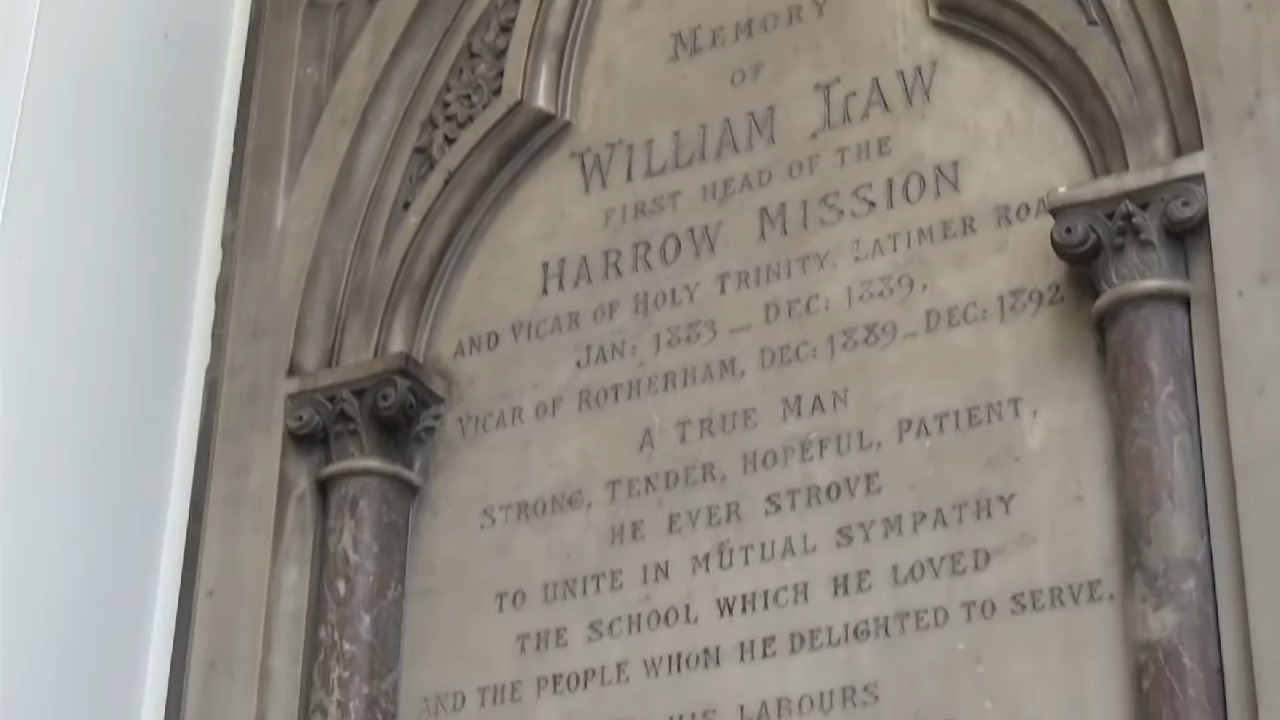 MEMORY
OF
WILLIAM LAW
FIRST HEAD OF THE
HARROW MISSION
AND VICAR OF HOLY TRINITY, LATIMER ROA
JAN: 1883 – DEC: 1889,
VICAR OF ROTHERHAM, DEC: 1889–DEC: 1892
A TRUE MAN
STRONG, TENDER, HOPEFUL, PATIENT,
HE EVER STROVE
TO UNITE IN MUTUAL SYMPATHY
THE SCHOOL WHICH HE LOVED
AND THE PEOPLE WHOM HE DELIGHTED TO SERVE.
HIS LABOURS